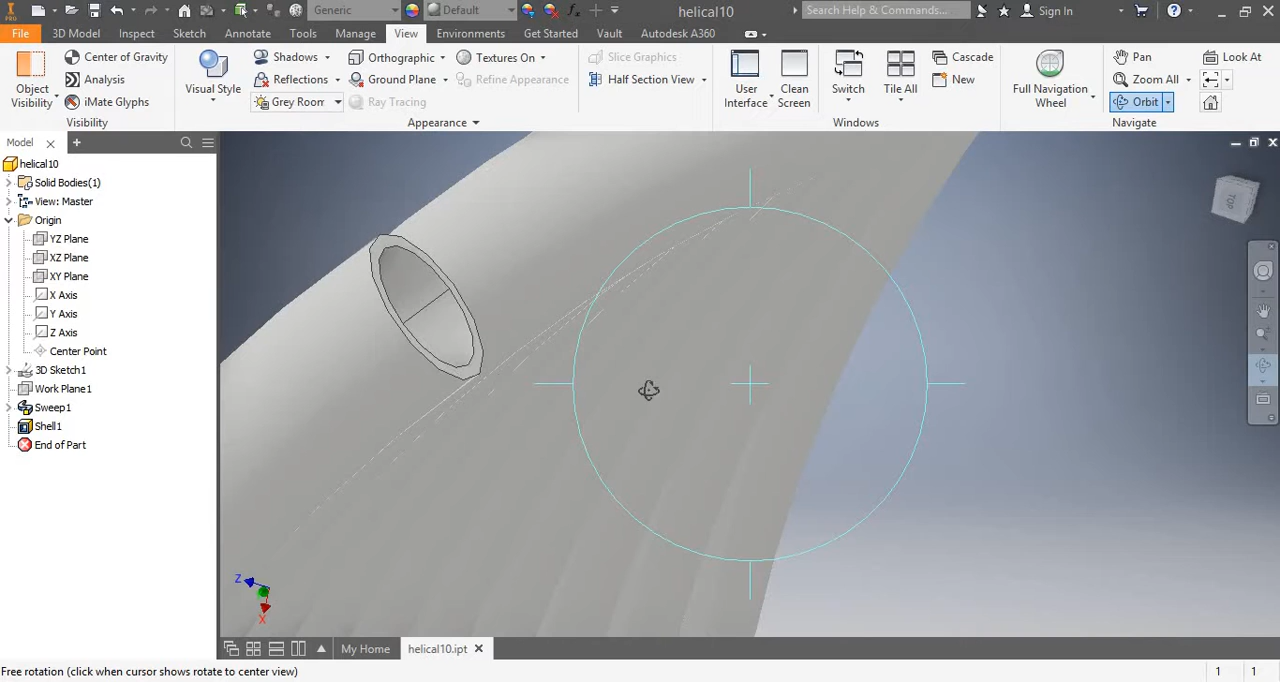 PRO
Generic
Default
helical10
Search Help & Commands...
Sign In
File
3D Model
Inspect
Sketch
Annotate
Tools
Manage
View
Environments
Get Started
Vault
Autodesk A360
Object Visibility
Center of Gravity
Analysis
iMate Glyphs
Visibility
Visual Style
Shadows
Reflections
Grey Room
Orthographic
Ground Plane
Ray Tracing
Textures On
Refine Appearance
Appearance
Slice Graphics
Half Section View
User Interface
Clean Screen
Switch
Tile All
Cascade
New
Windows
Full Navigation Wheel
Pan
Zoom All
Orbit
Look At
Navigate
Model
helical10
Solid Bodies(1)
View: Master
Origin
YZ Plane
XZ Plane
XY Plane
X Axis
Y Axis
Z Axis
Center Point
3D Sketch1
Work Plane1
Sweep1
Shell1
End of Part
TOP
Z
X
My Home
helical10.ipt
Free rotation (click when cursor shows rotate to center view)
1 1